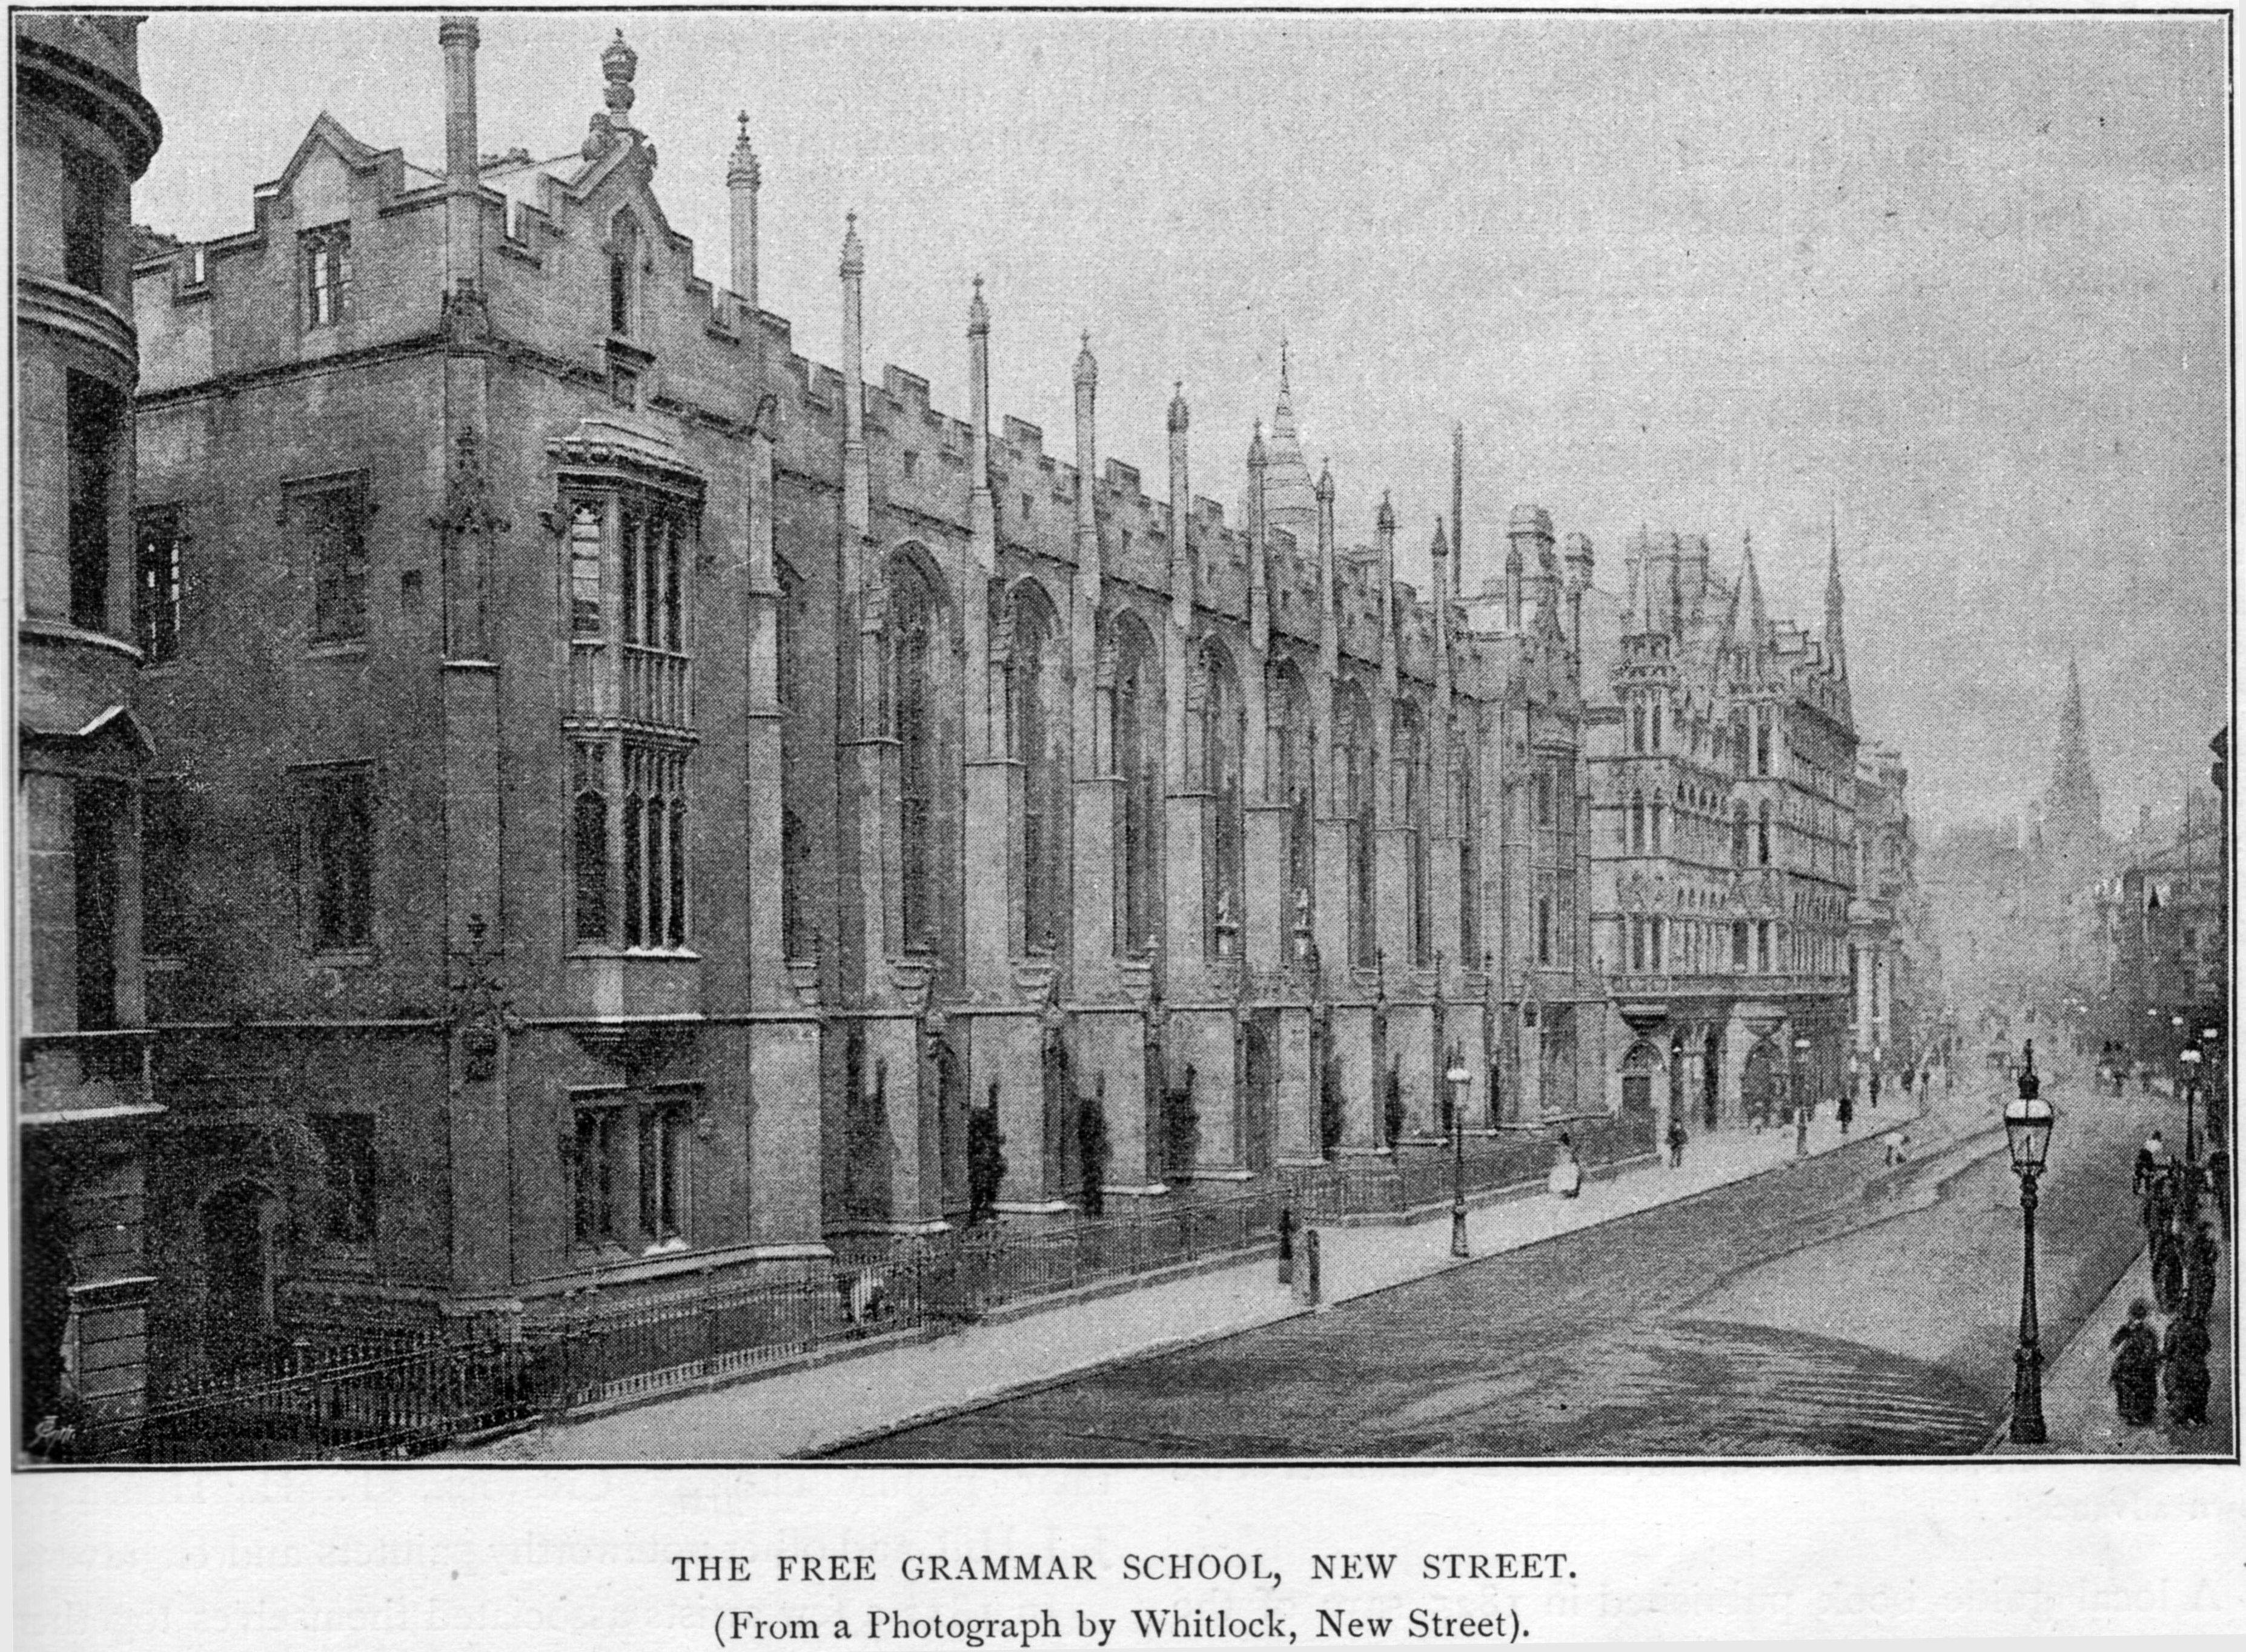 THE FREE GRAMMAR SCHOOL, NEW STREET.
(From a Photograph by Whitlock, New Street).